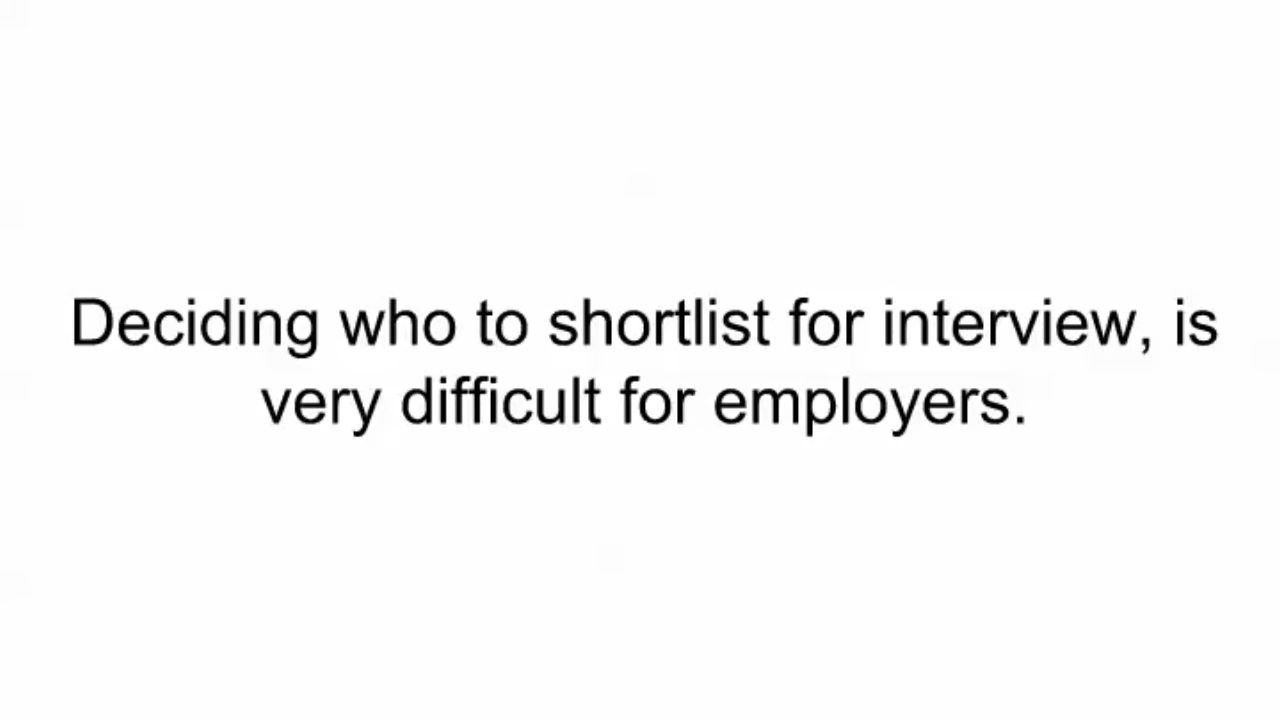 Deciding who to shortlist for interview, is
very difficult for employers.